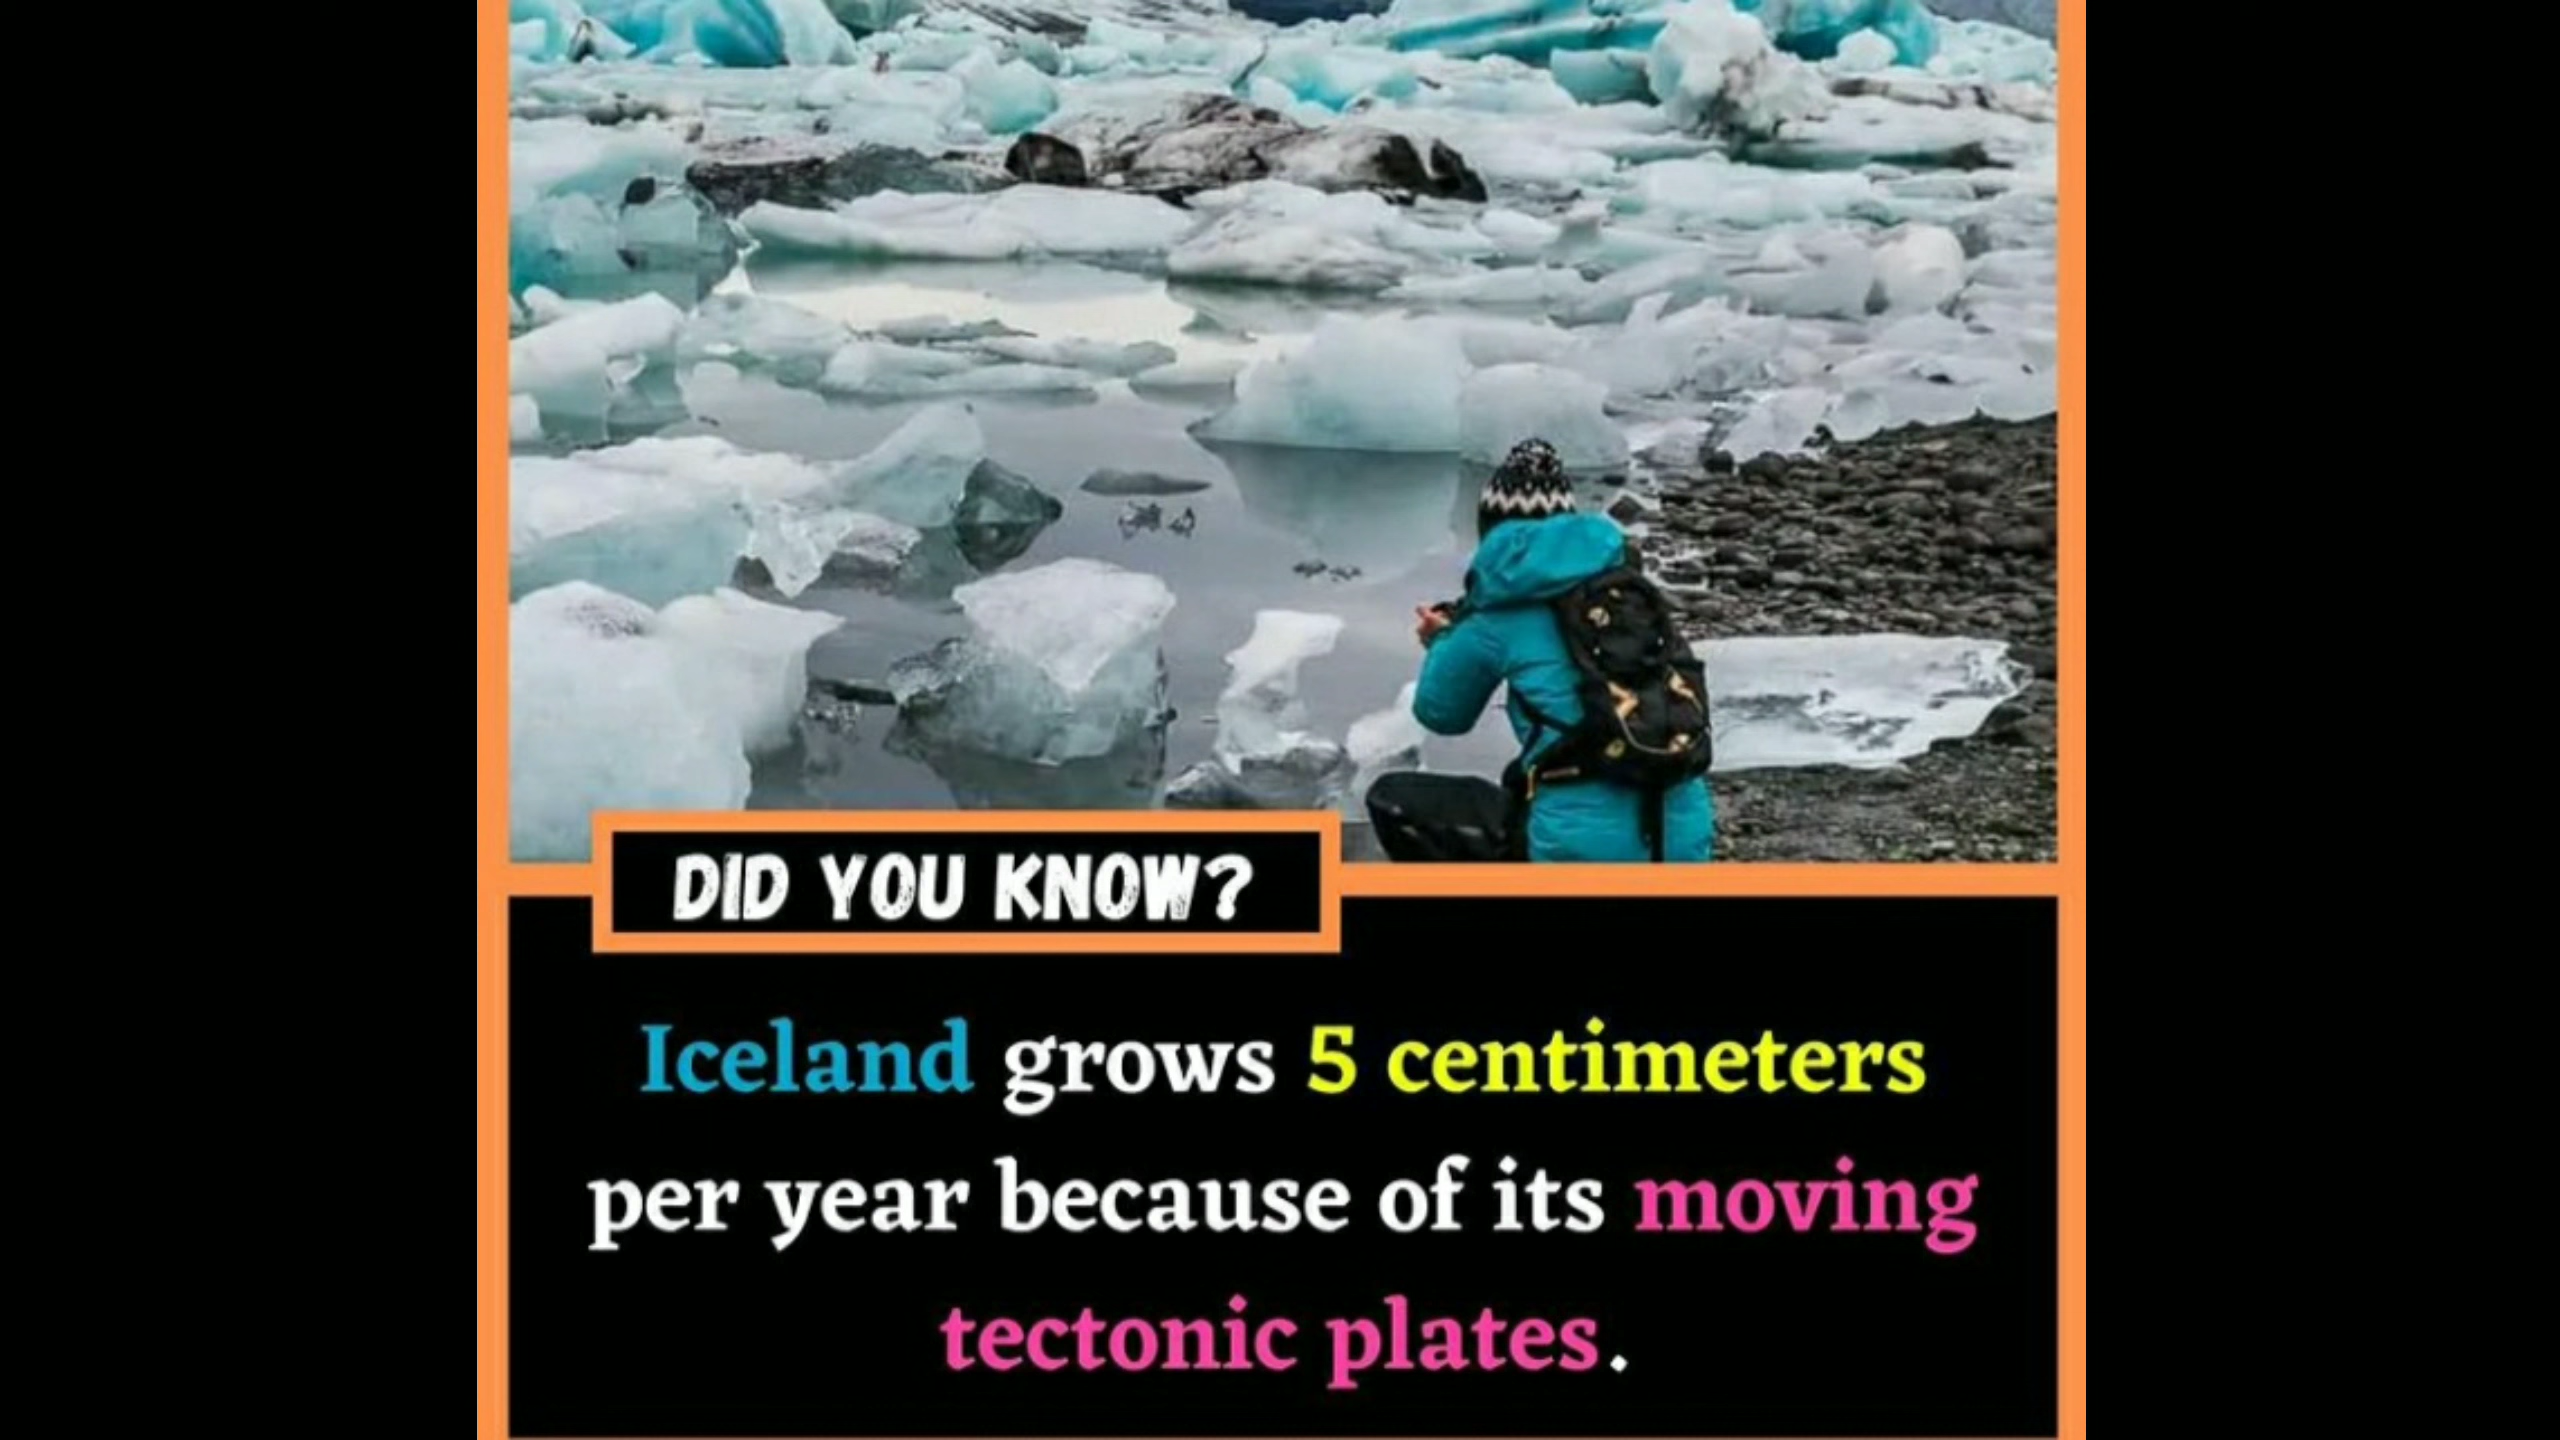 DID YOU KNOW?
Iceland grows 5 centimeters
per year because of its moving
tectonic plates.